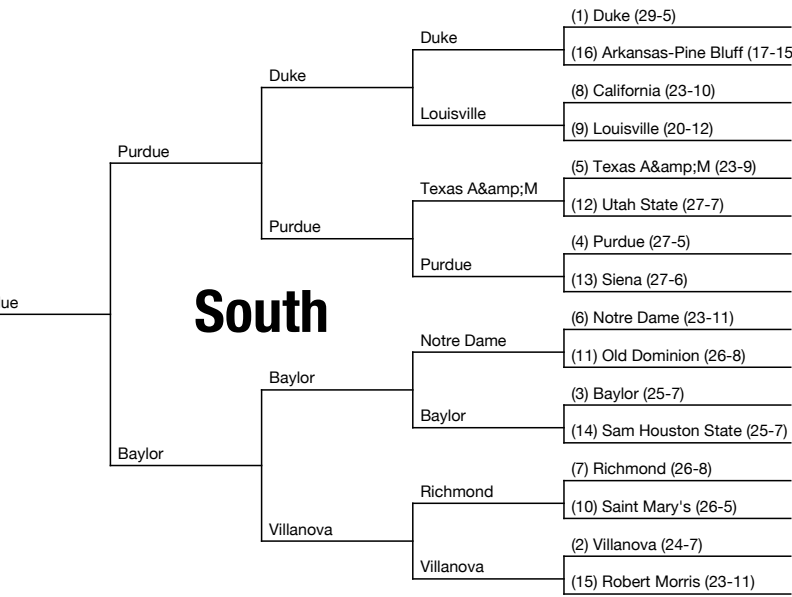 (1) Duke (29-5)
Duke
(16) Arkansas-Pine Bluff (17-15
Duke
(8) California (23-10)
Louisville
(9) Louisville (20-12)
Purdue
(5) Texas A&amp;M (23-9)
Texas A&amp;M
(12) Utah State (27-7)
Purdue
(4) Purdue (27-5)
Purdue
(13) Siena (27-6)
ue
South
(6) Notre Dame (23-11)
Notre Dame
(11) Old Dominion (26-8)
Baylor
(3) Baylor (25-7)
Baylor
(14) Sam Houston State (25-7)
Baylor
(7) Richmond (26-8)
Richmond
(10) Saint Mary's (26-5)
Villanova
(2) Villanova (24-7)
Villanova
(15) Robert Morris (23-11)